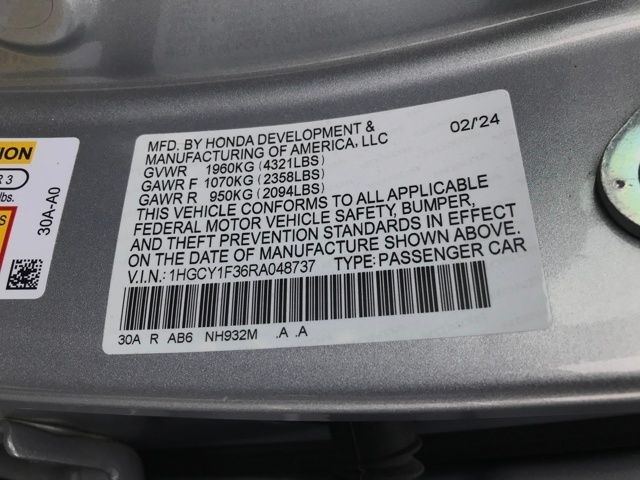 MFD. BY HONDA DEVELOPMENT & 02/24
MANUFACTURING OF AMERICA, LLC
GVWR 1960KG (4321LBS)
GAWR F 1070KG (2358LBS)
GAWR R 950KG (2094LBS)
THIS VEHICLE CONFORMS TO ALL APPLICABLE
FEDERAL MOTOR VEHICLE SAFETY, BUMPER,
AND THEFT PREVENTION STANDARDS IN EFFECT
ON THE DATE OF MANUFACTURE SHOWN ABOVE.
V.I.N.: 1HGCY1F36RA048737 TYPE: PASSENGER CAR
30A R AB6 NH932M .A .A
R 3
lbs.
30A-A0